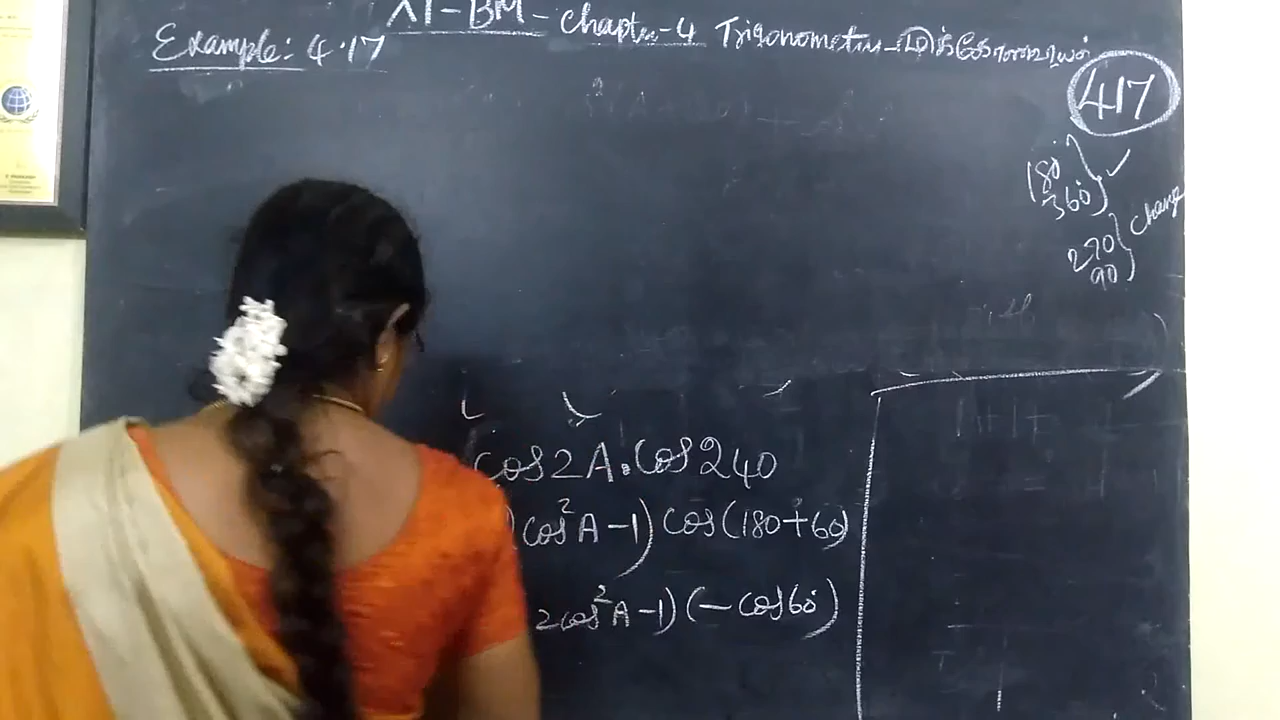 XI-BM- Chapter-4 Trigonometry-
Example: 4.17
417
180°
360°
270
90
Change
cos2A.cos240
cos²A-1) cos(180+60)
2cos²A-1)(-cos60°)